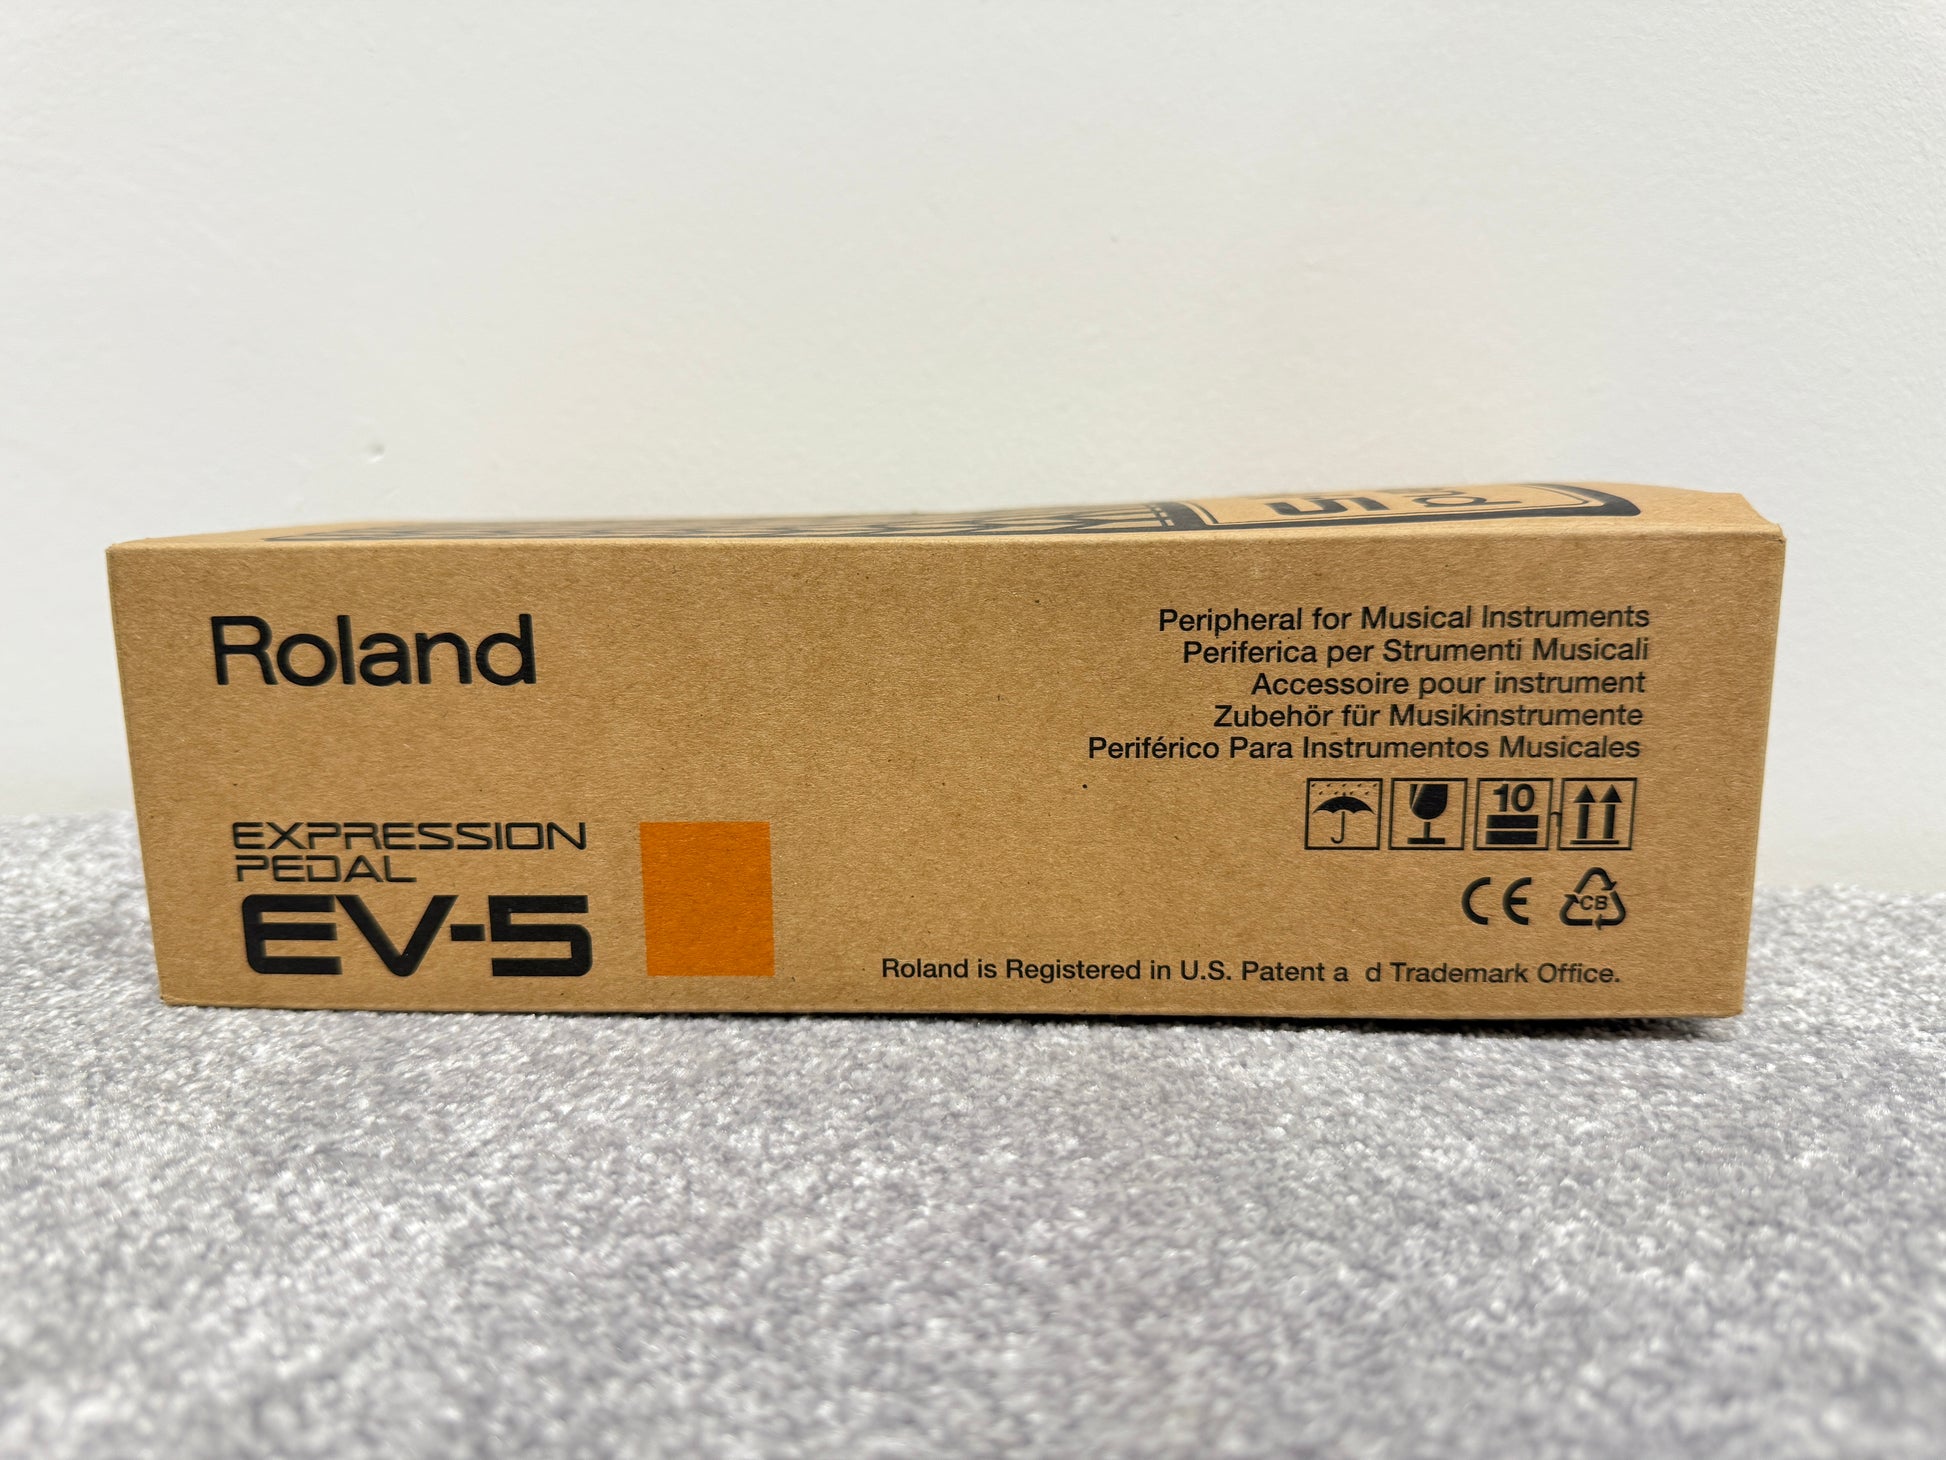 Roland
EXPRESSION
PEDAL
EV-5
Peripheral for Musical Instruments
Periferica per Strumenti Musicali
Accessoire pour instrument
Zubehör für Musikinstrumente
Periférico Para Instrumentos Musicales
10
CE
CB
Roland is Registered in U.S. Patent a d Trademark Office.